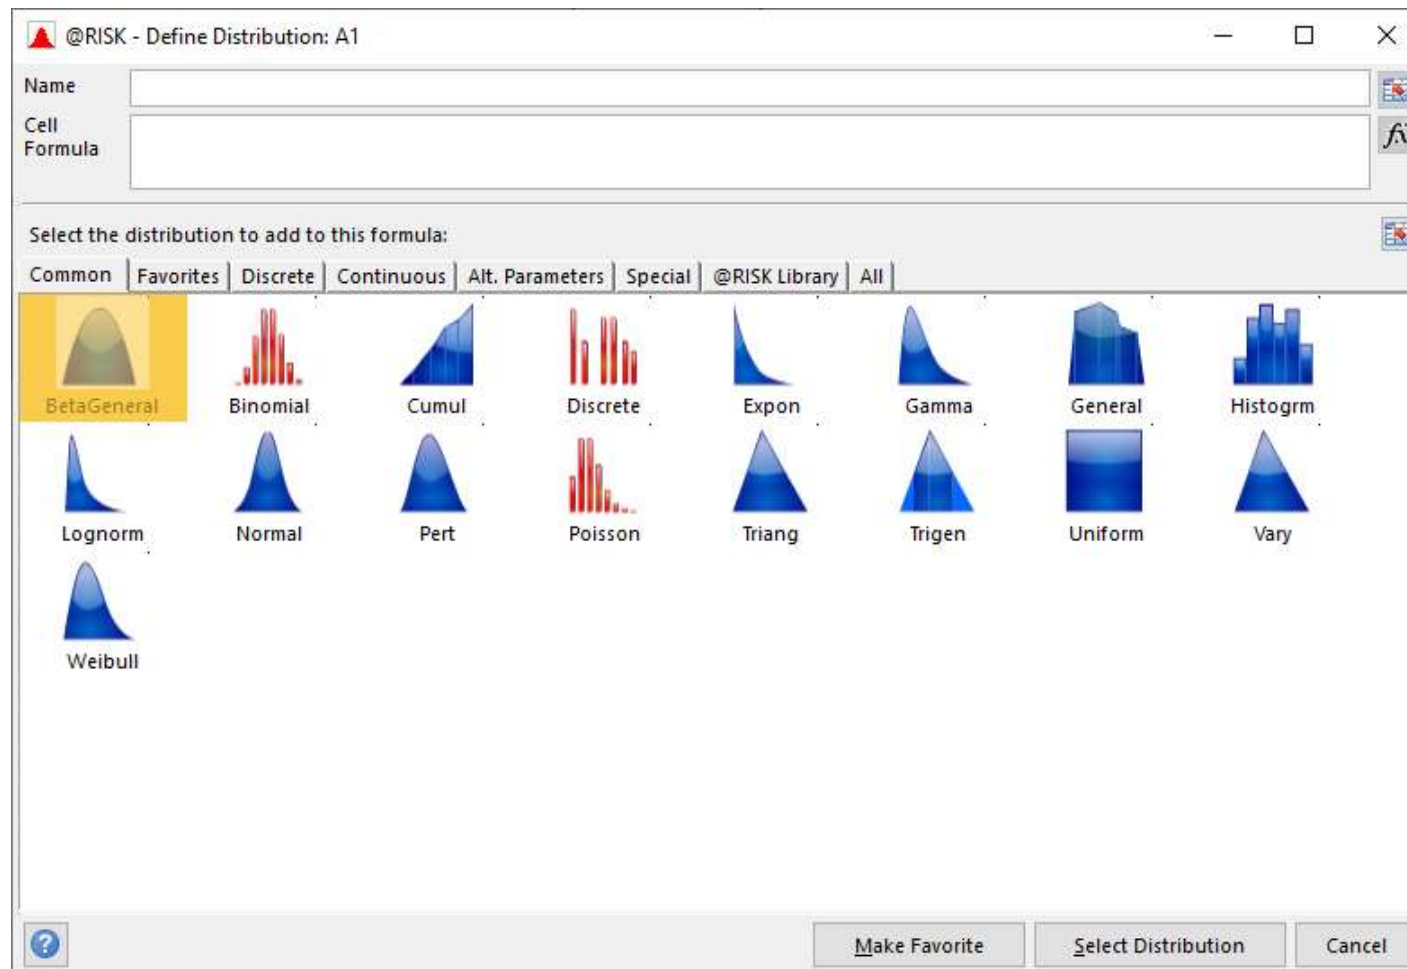 @RISK - Define Distribution: A1
Name
Cell
Formula
fx
Select the distribution to add to this formula:
Common Favorites Discrete Continuous Alt. Parameters Special @RISK Library All
BetaGeneral Binomial Cumul Discrete Expon Gamma General Histogrm
Lognorm Normal Pert Poisson Triang Trigen Uniform Vary
Weibull
? Make Favorite Select Distribution Cancel